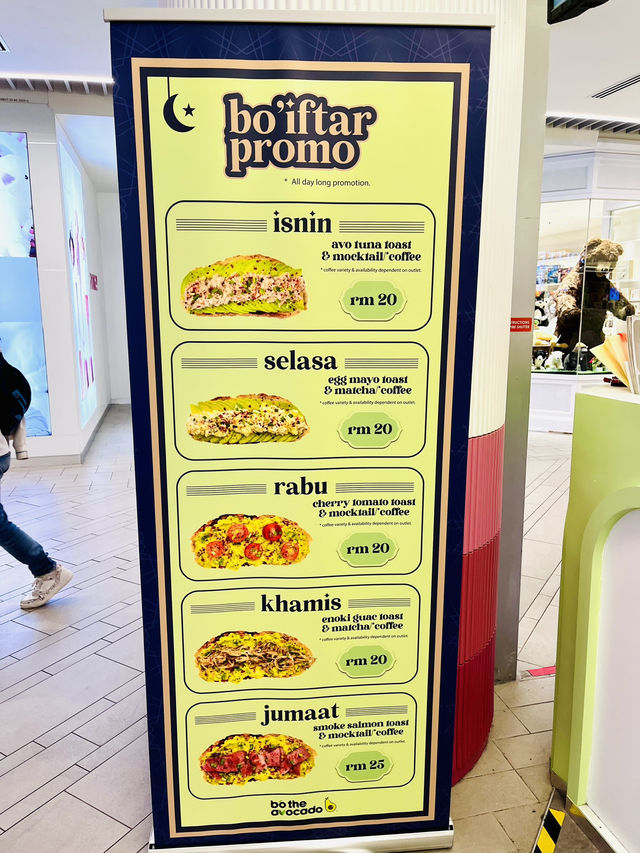 bo'iftar
promo
* All day long promotion.
isnin
avo tuna toast
& mocktail/*coffee
* coffee variety & availability dependent on outlet.
rm 20
selasa
egg mayo toast
& matcha/*coffee
* coffee variety & availability dependent on outlet.
rm 20
rabu
cherry tomato toast
& mocktail/*coffee
* coffee variety & availability dependent on outlet.
rm 20
khamis
enoki guac toast
& matcha/*coffee
* coffee variety & availability dependent on outlet.
rm 20
jumaat
smoke salmon toast
& mocktail/*coffee
* coffee variety & availability dependent on outlet.
rm 25
bo the
avocado